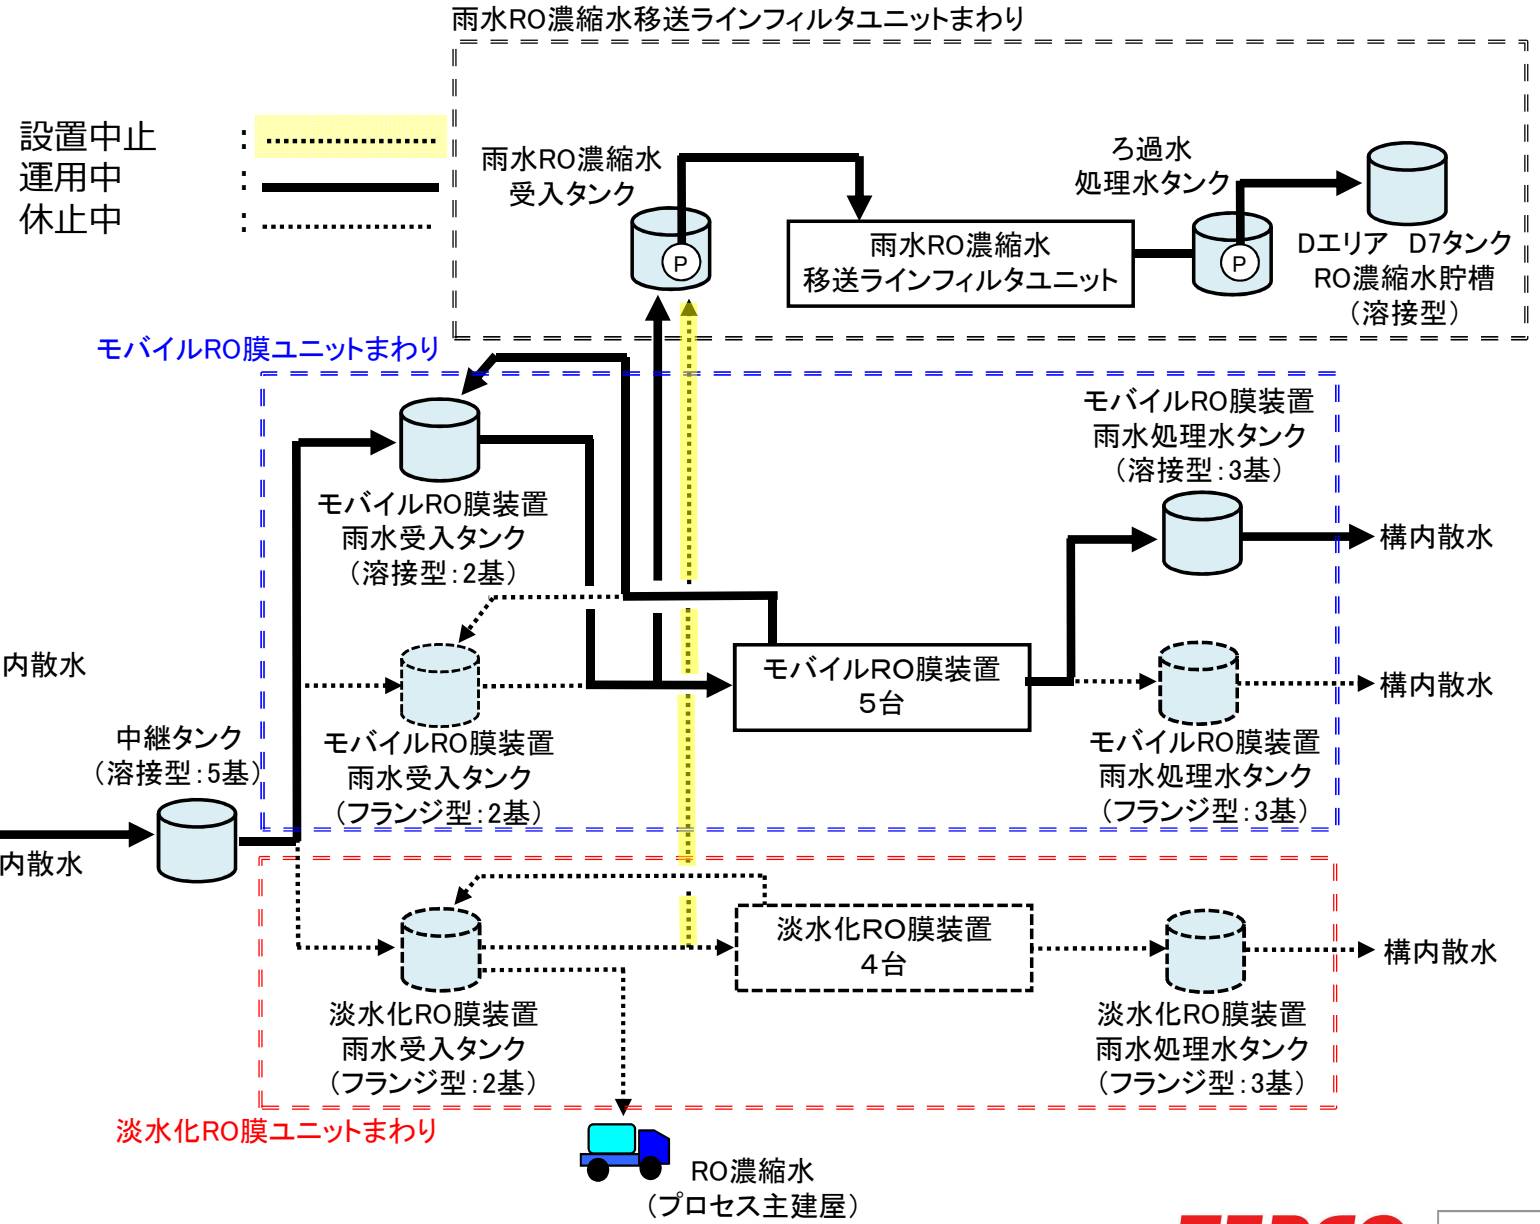 雨水RO濃縮水移送ラインフィルタユニットまわり
設置中止 :
運用中 :
休止中 :
雨水RO濃縮水
受入タンク
P
雨水RO濃縮水
移送ラインフィルタユニット
ろ過水
処理水タンク
P
Dエリア D7タンク
RO濃縮水貯槽
（溶接型）
モバイルRO膜ユニットまわり
モバイルRO膜装置
雨水受入タンク
（溶接型：2基）
モバイルRO膜装置
雨水処理水タンク
（溶接型：3基）
構内散水
内散水
モバイルRO膜装置
5台
構内散水
モバイルRO膜装置
雨水受入タンク
（フランジ型：2基）
モバイルRO膜装置
雨水処理水タンク
（フランジ型：3基）
中継タンク
（溶接型：5基）
内散水
淡水化RO膜装置
4台
構内散水
淡水化RO膜装置
雨水受入タンク
（フランジ型：2基）
淡水化RO膜装置
雨水処理水タンク
（フランジ型：3基）
淡水化RO膜ユニットまわり
RO濃縮水
（プロセス主建屋）